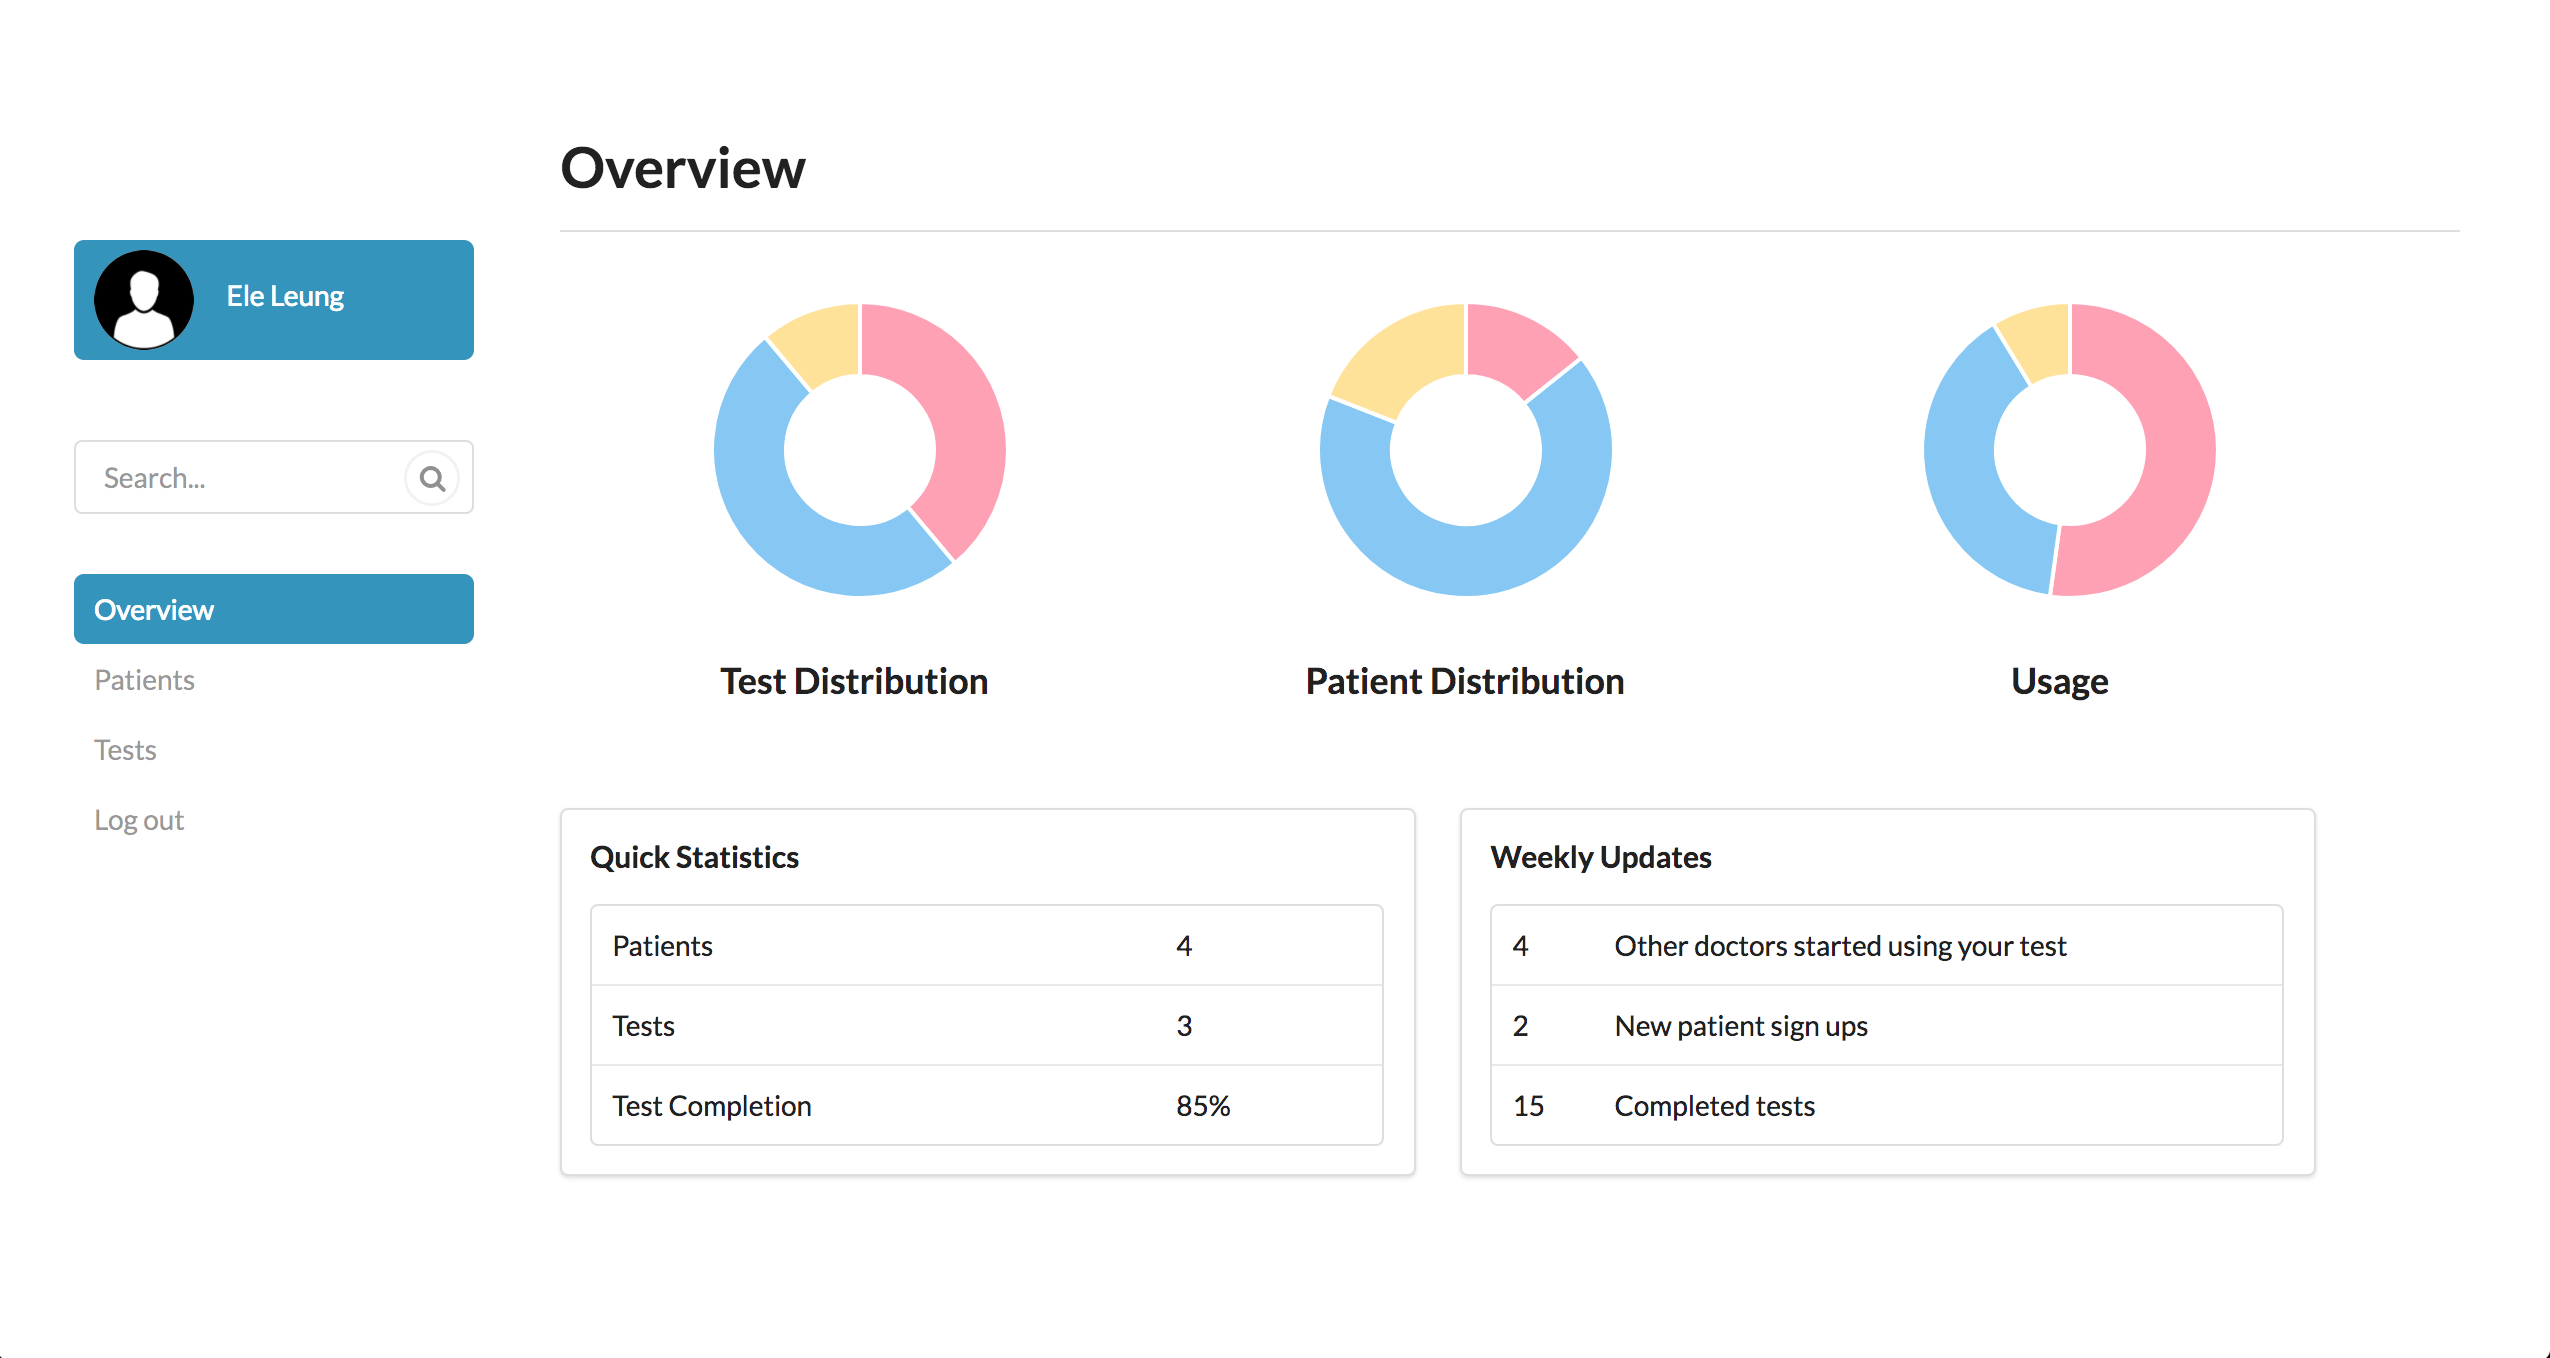 Overview
Ele Leung
Search...
Overview
Patients
Tests
Log out
Test Distribution
Patient Distribution
Usage
Quick Statistics
Patients 4
Tests 3
Test Completion 85%
Weekly Updates
4 Other doctors started using your test
2 New patient sign ups
15 Completed tests